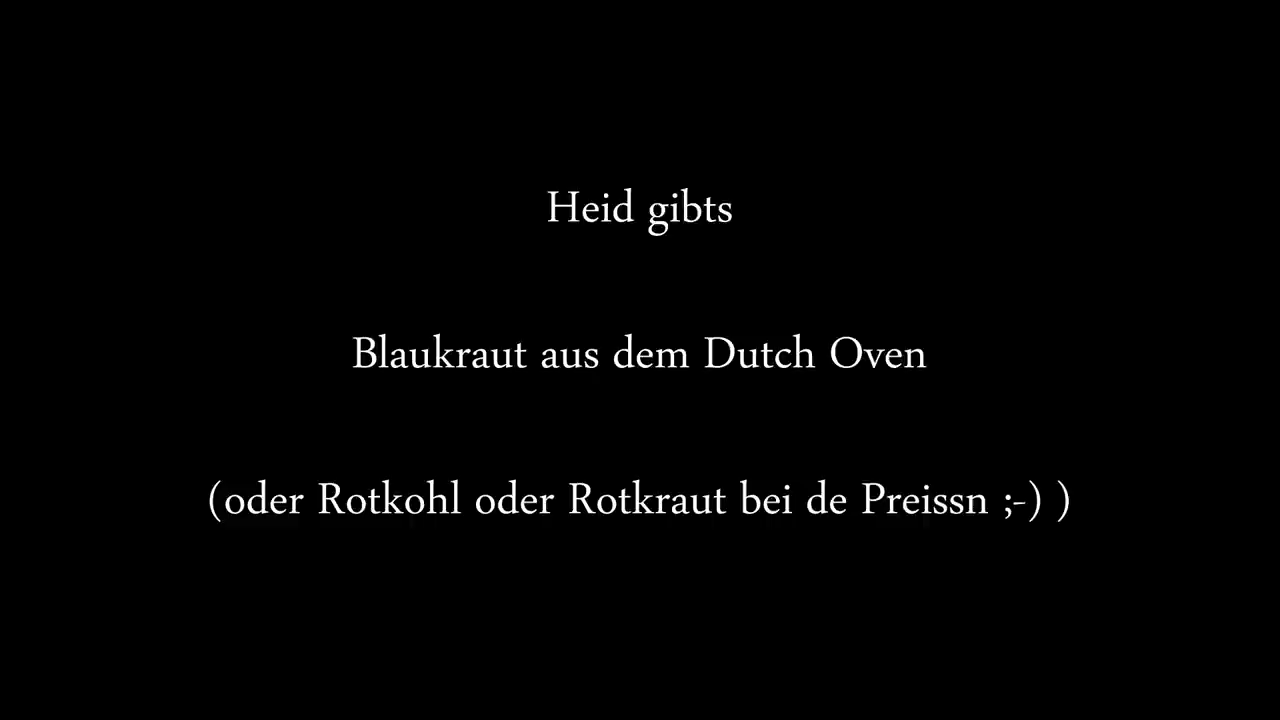 Heid gibts
Blaukraut aus dem Dutch Oven
(oder Rotkohl oder Rotkraut bei de Preissn ;-) )